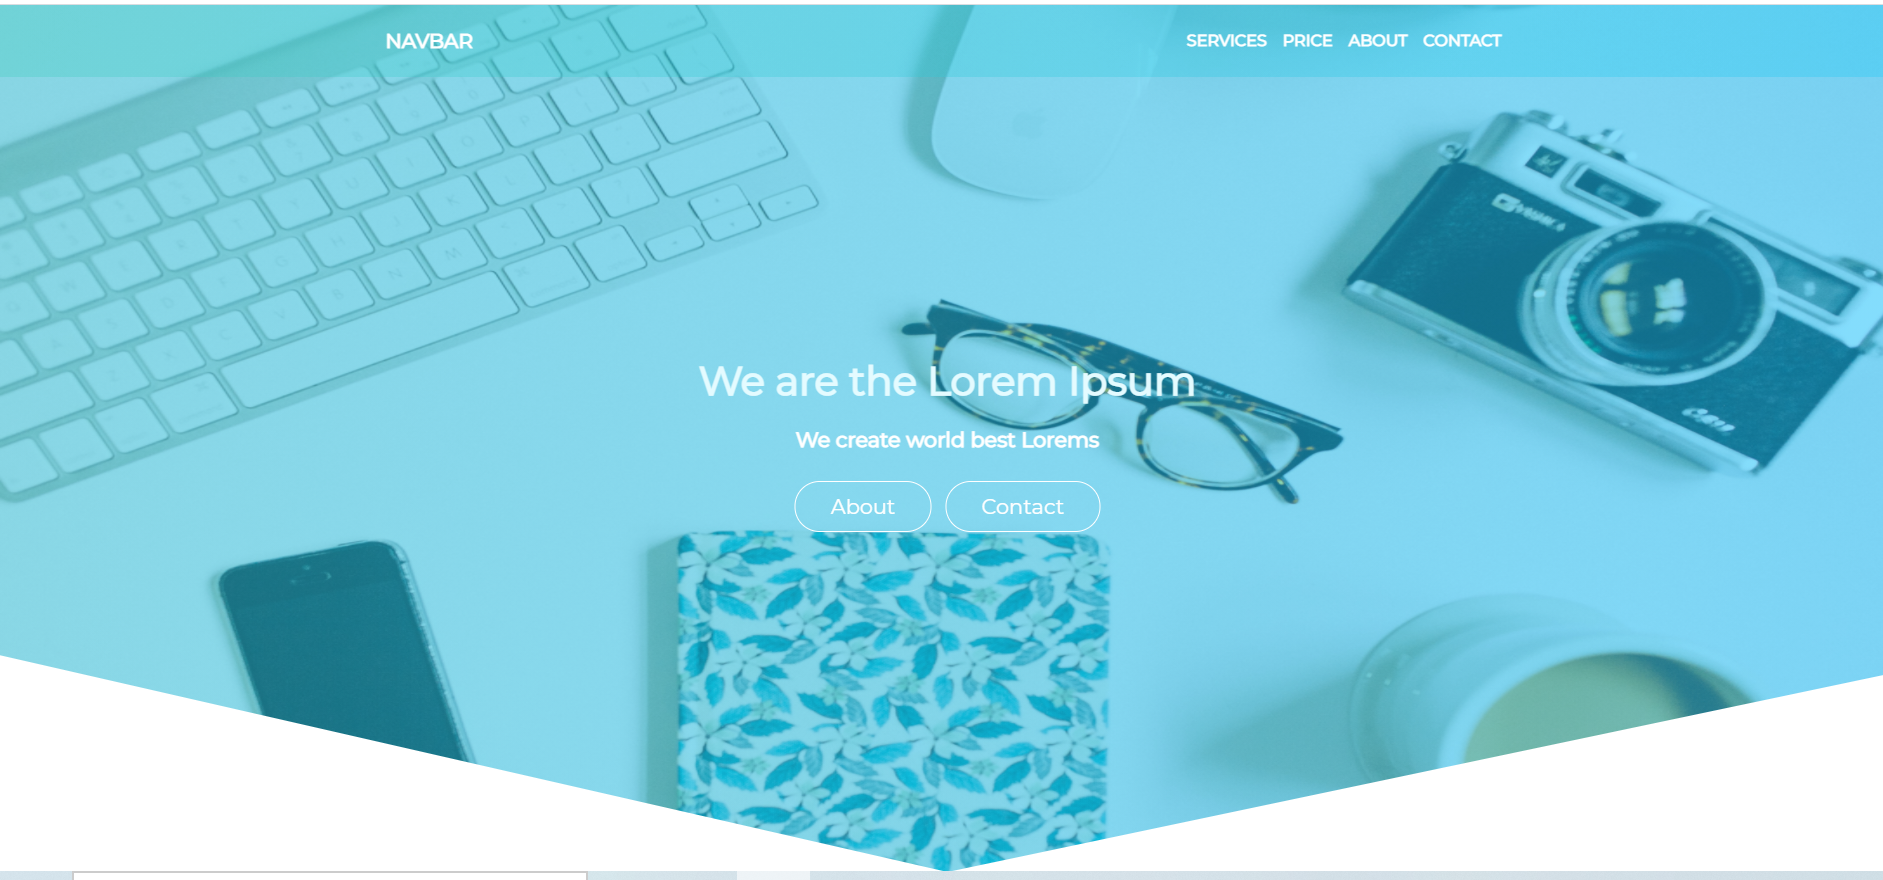 NAVBAR
SERVICES PRICE ABOUT CONTACT
We are the Lorem Ipsum
We create world best Lorems
About Contact